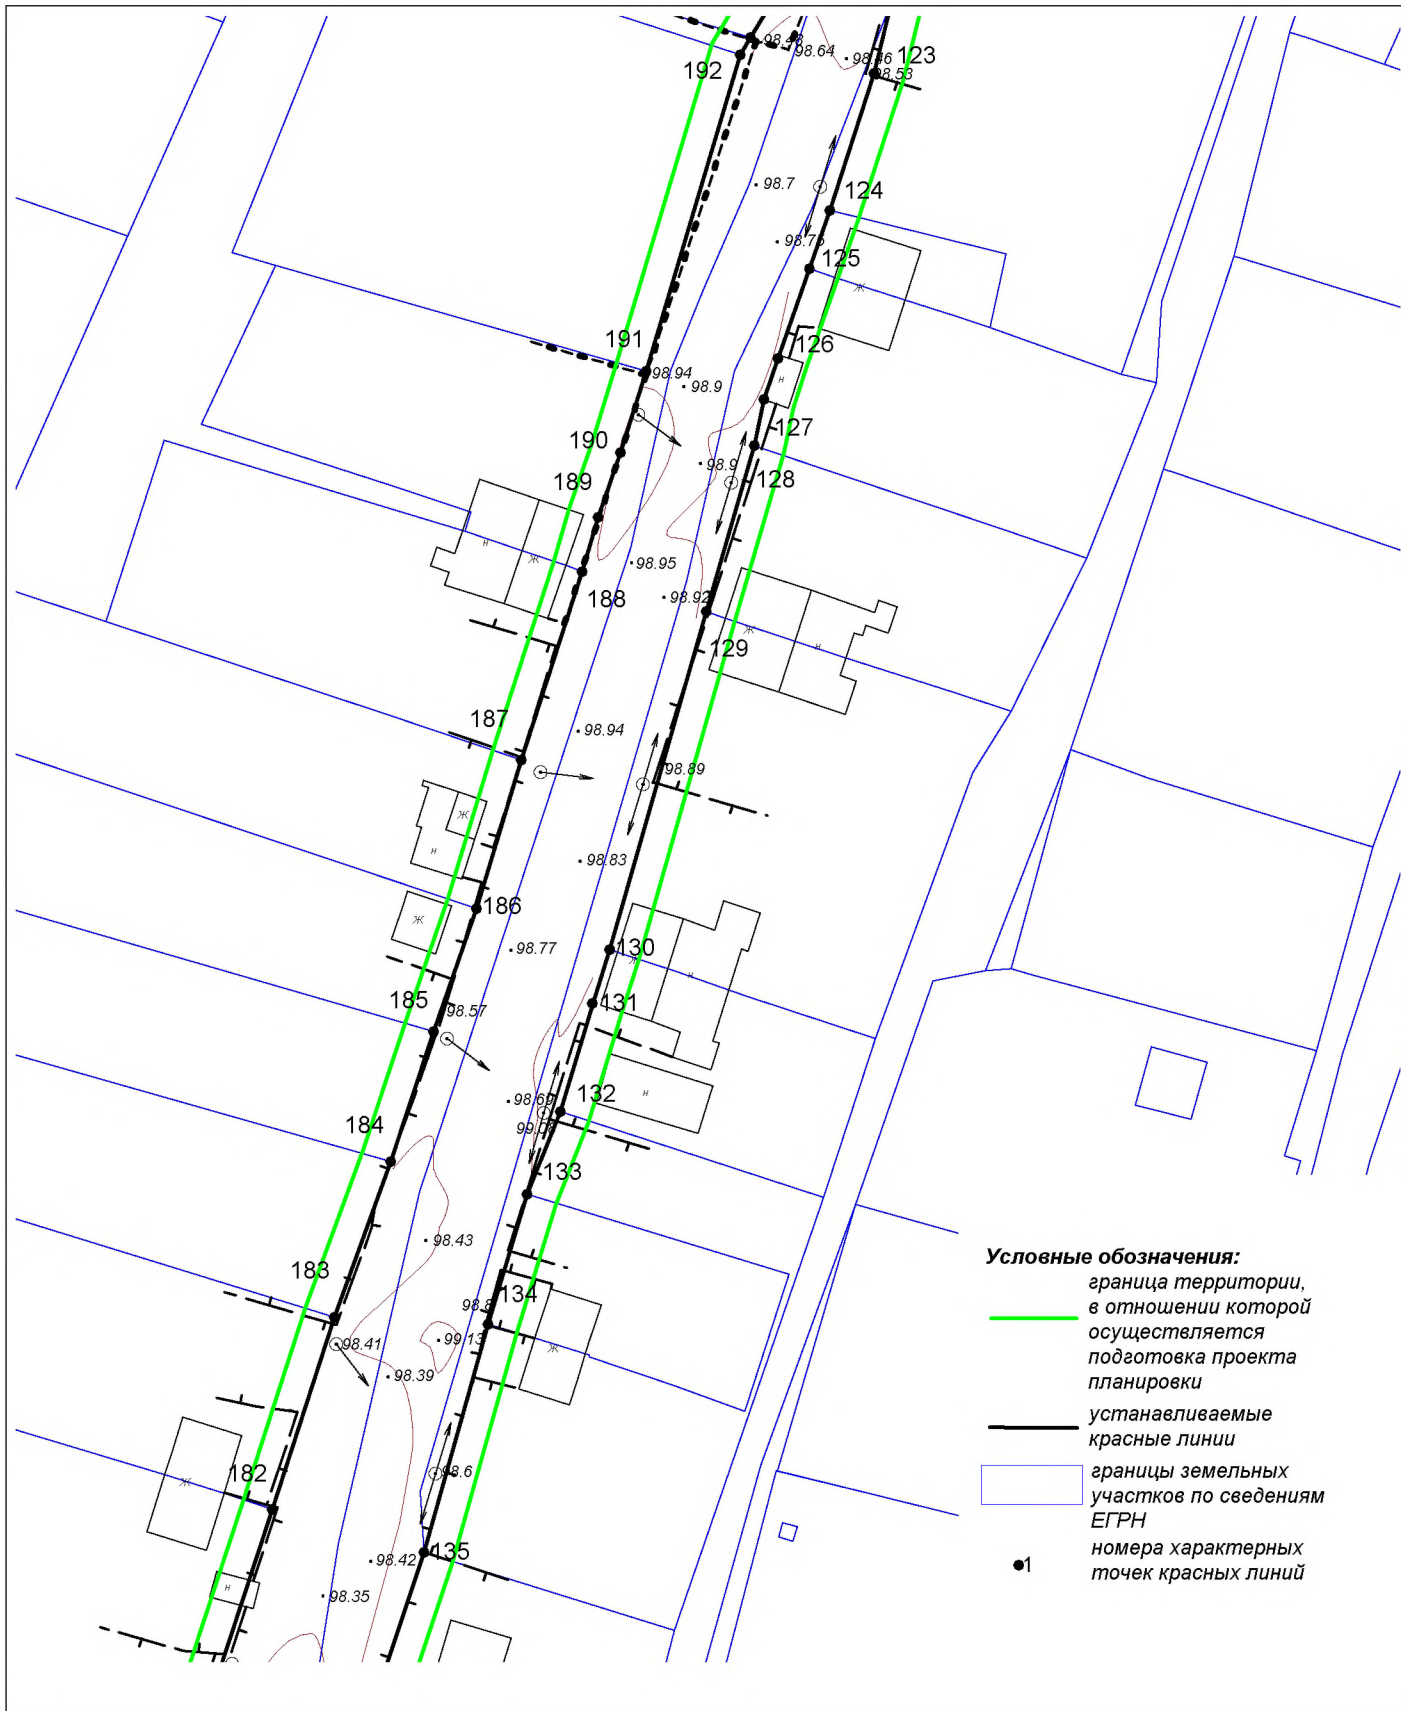 98.48
98.64
98.46
123
98.53
192
98.7
124
98.75
125
Ж
191
126
98.94
98.9
н
127
190
98.9
128
189
н
Ж
98.95
188
98.92
Ж
129
н
187
98.94
98.89
Ж
н
98.83
Ж
186
98.77
130
Ж
н
185
98.57
131
98.69
132
н
99.08
184
133
98.43
183
98.8
134
98.41
99.13
Ж
98.39
182
Ж
98.6
135
98.42
98.35
н
Условные обозначения:
граница территории,
в отношении которой
осуществляется
подготовка проекта
планировки
устанавливаемые
красные линии
границы земельных
участков по сведениям
ЕГРН
1
номера характерных
точек красных линий